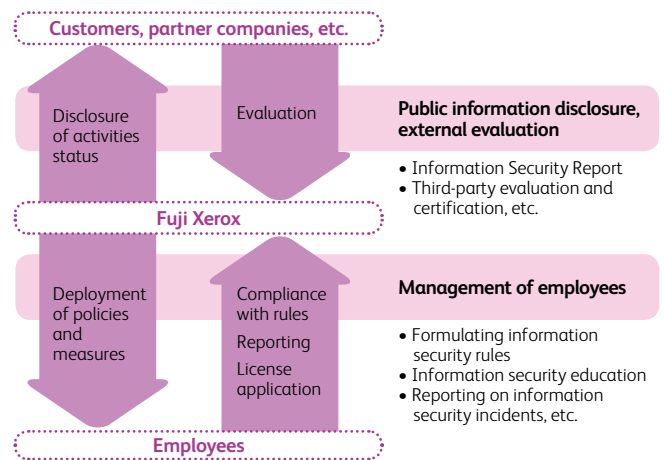 Customers, partner companies, etc.
Disclosure
of activities
status
Evaluation
Public information disclosure,
external evaluation
• Information Security Report
• Third-party evaluation and
certification, etc.
Fuji Xerox
Deployment
of policies
and
measures
Compliance
with rules
Reporting
License
application
Management of employees
• Formulating information
security rules
• Information security education
• Reporting on information
security incidents, etc.
Employees